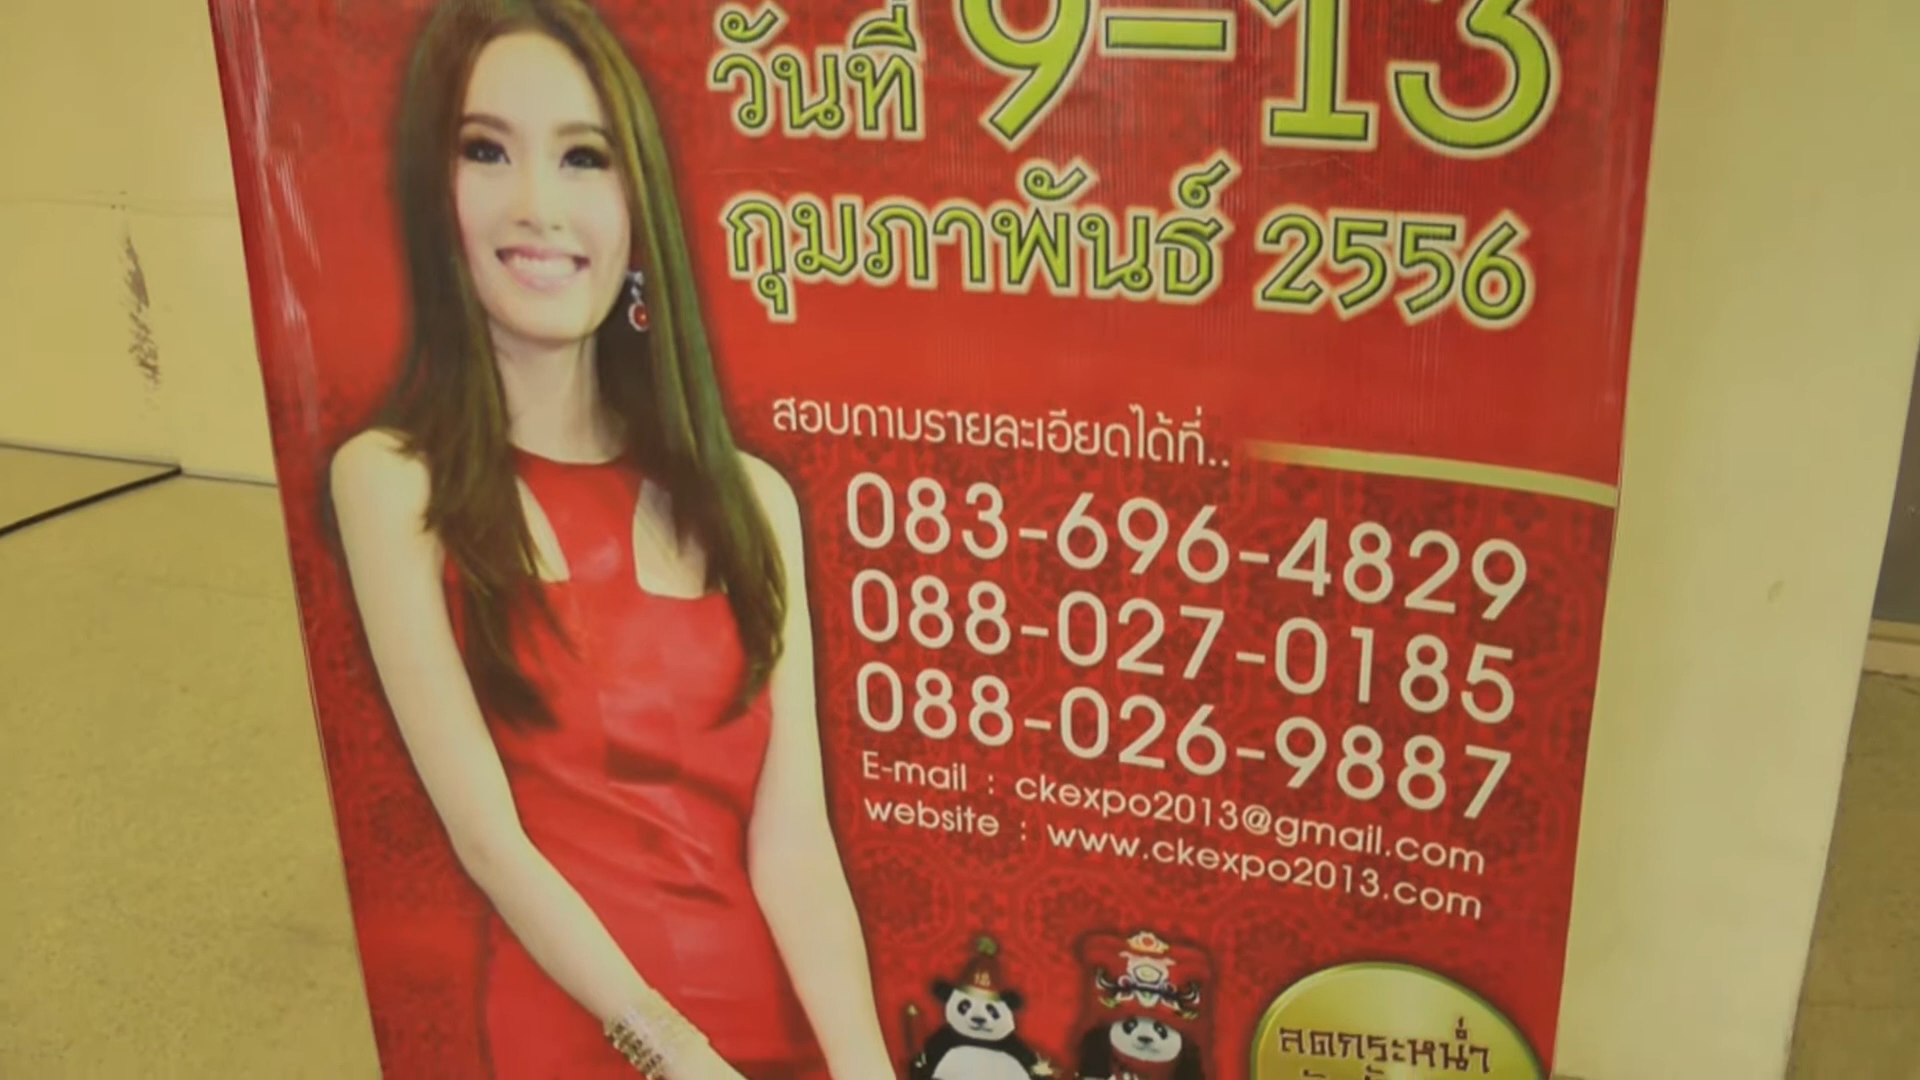 วันที่ 9-13
กุมภาพันธ์ 2556
สอบถามรายละเอียดได้ที่..
083-696-4829
088-027-0185
088-026-9887
E-mail : ckexpo2013@gmail.com
website : www.ckexpo2013.com
ลดกระหน่ำ